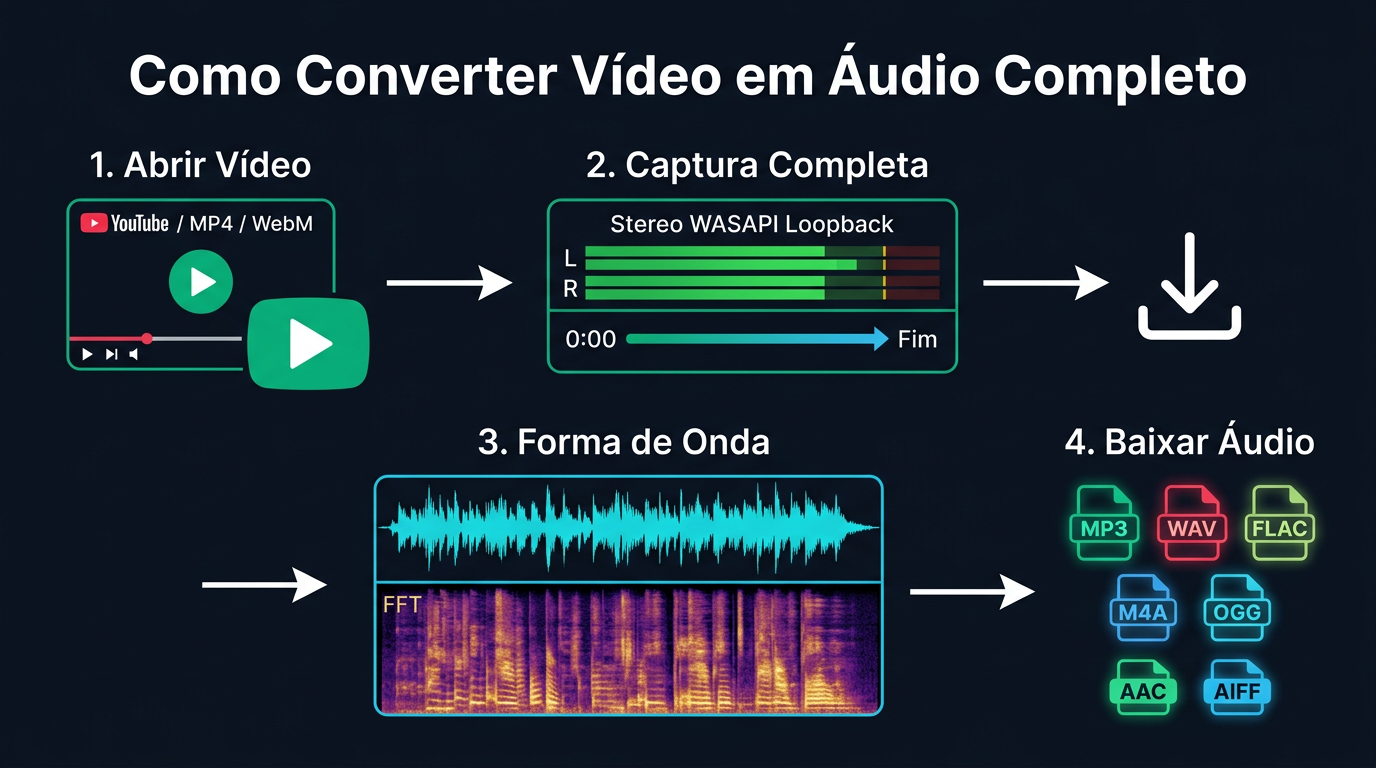 Como Converter Vídeo em Áudio Completo
1. Abrir Vídeo
YouTube / MP4 / WebM
2. Captura Completa
Stereo WASAPI Loopback
L
R
0:00 Fim
3. Forma de Onda
FFT
4. Baixar Áudio
MP3 WAV FLAC
M4A OGG
AAC AIFF